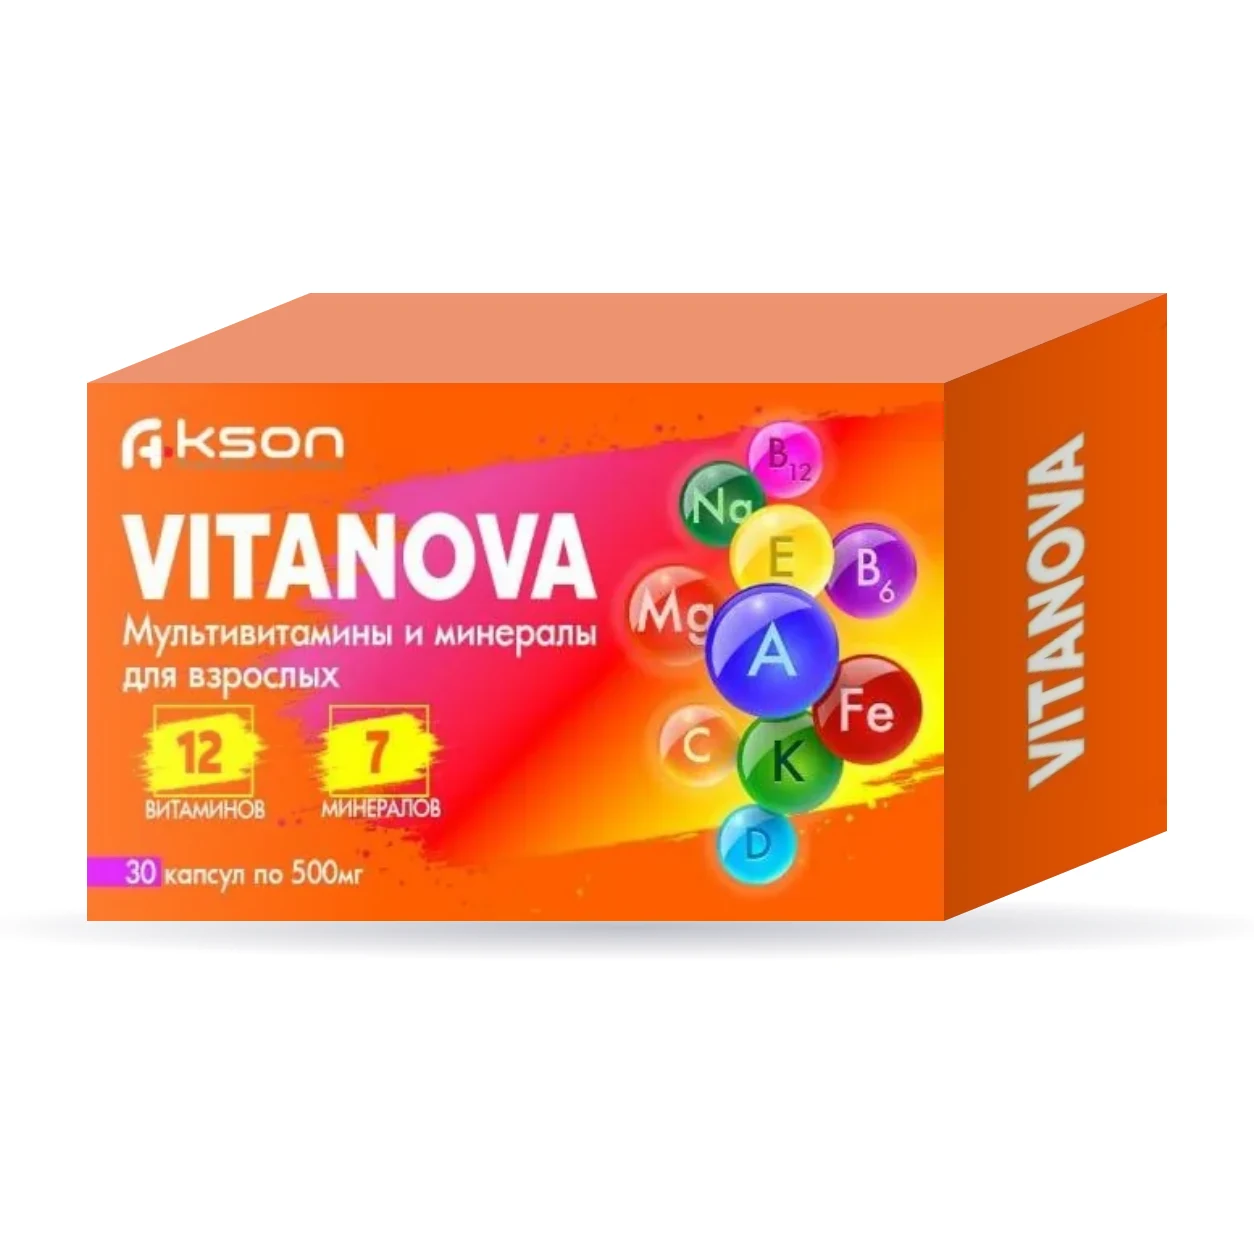 Akson
VITANOVA
Мультивитамины и минералы
для взрослых
12
ВИТАМИНОВ
7
МИНЕРАЛОВ
30 капсул по 500мг
B12
Na
E
B6
Mg
A
Fe
C
K
D
VITANOVA